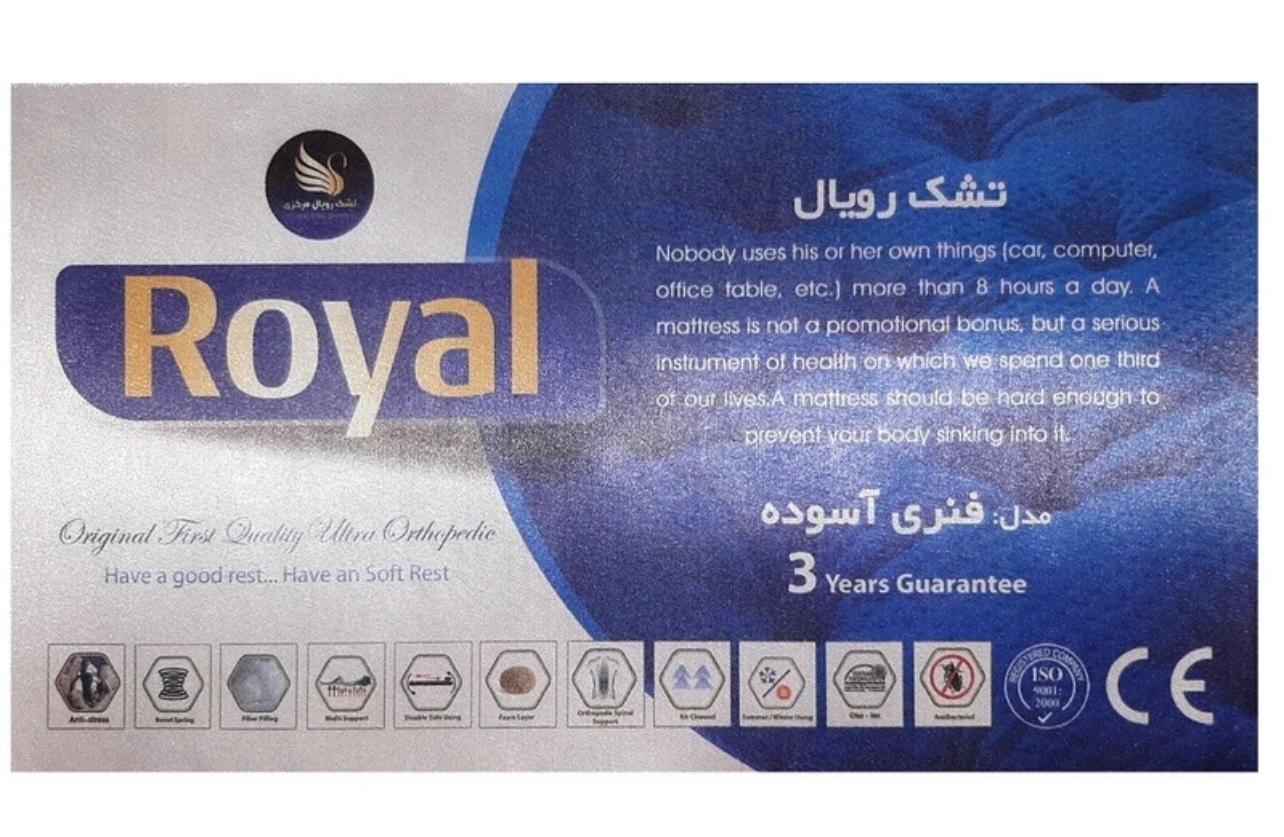 تشک رویال مرکزی
Royal
Original First Quality Ultra Orthopedic
Have a good rest... Have an Soft Rest
تشک رویال
Nobody uses his or her own things (car, computer,
office table, etc.) more than 8 hours a day. A
mattress is not a promotional bonus, but a serious
instrument of health on which we spend one third
of our lives.A mattress should be hard enough to
prevent your body sinking into it.
مدل: فنری آسوده
3 Years Guarantee
Anti-stress
Bonel Spring
Fiber Filling
Multi Support
Double Side Using
Foam Layer
Orthopedic Spinal
Support
Air Channel
Summer / Winter Using
Antibacterial
REGISTERED COMPANY
ISO
9001:
2000
CE